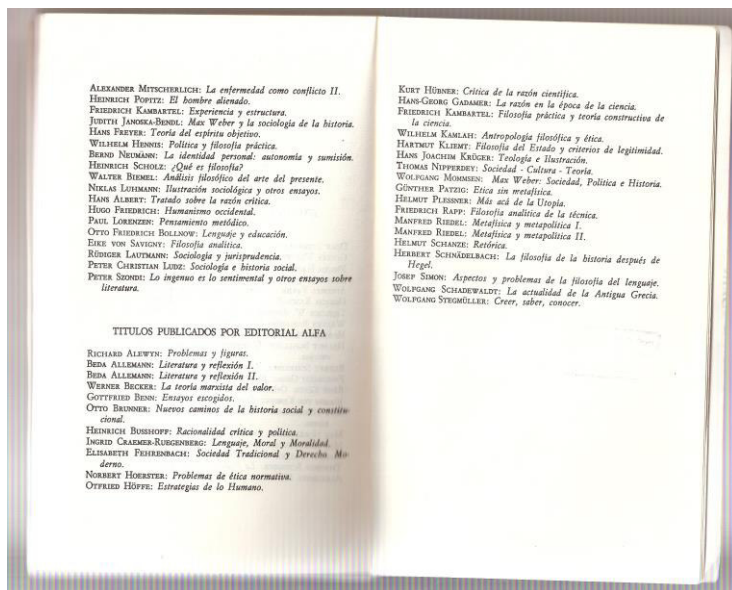 ALEXANDER MITSCHERLICH: La enfermedad como conflicto II.
HEINRICH POPITZ: El hombre alienado.
FRIEDRICH KAMBARTEL: Experiencia y estructura.
JUDITH JANOSKA-BENDL: Max Weber y la sociología de la historia.
HANS FREYER: Teoría del espíritu objetivo.
WILHELM HENNIS: Política y filosofía práctica.
BERND NEUMANN: La identidad personal: autonomía y sumisión.
HEINRICH SCHOLZ: ¿Qué es filosofía?
WALTER BIEMEL: Análisis filosófico del arte del presente.
NIKLAS LUHMANN: Ilustración sociológica y otros ensayos.
HANS ALBERT: Tratado sobre la razón crítica.
HUGO FRIEDRICH: Humanismo occidental.
PAUL LORENZEN: Pensamiento metódico.
OTTO FRIEDRICH BOLLNOW: Lenguaje y educación.
EIKE VON SAVIGNY: Filosofía analítica.
RÜDIGER LAUTMANN: Sociología y jurisprudencia.
PETER CHRISTIAN LUDZ: Sociología e historia social.
PETER SZONDI: Lo ingenuo es lo sentimental y otros ensayos sobre
literatura.
TITULOS PUBLICADOS POR EDITORIAL ALFA
RICHARD ALEWYN: Problemas y figuras.
BEDA ALLEMANN: Literatura y reflexión I.
BEDA ALLEMANN: Literatura y reflexión II.
WERNER BECKER: La teoría marxista del valor.
GOTTFRIED BENN: Ensayos escogidos.
OTTO BRUNNER: Nuevos caminos de la historia social y constitu-
cional.
HEINRICH BUSSHOFF: Racionalidad crítica y política.
INGRID CRAEMER-RUEGENBERG: Lenguaje, Moral y Moralidad.
ELISABETH FEHRENBACH: Sociedad Tradicional y Derecho Mo-
derno.
NORBERT HOERSTER: Problemas de ética normativa.
OTFRIED HÖFFE: Estrategias de lo Humano.
KURT HÜBNER: Crítica de la razón científica.
HANS-GEORG GADAMER: La razón en la época de la ciencia.
FRIEDRICH KAMBARTEL: Filosofía práctica y teoría constructiva de
la ciencia.
WILHELM KAMLAH: Antropología filosófica y ética.
HARTMUT KLIEMT: Filosofía del Estado y criterios de legitimidad.
HANS JOACHIM KRÜGER: Teología e Ilustración.
THOMAS NIPPERDEY: Sociedad - Cultura - Teoría.
WOLFGANG MOMMSEN: Max Weber: Sociedad, Política e Historia.
GÜNTHER PATZIG: Etica sin metafísica.
HELMUT PLESSNER: Más acá de la Utopía.
FRIEDRICH RAPP: Filosofía analítica de la técnica.
MANFRED RIEDEL: Metafísica y metapolítica I.
MANFRED RIEDEL: Metafísica y metapolítica II.
HELMUT SCHANZE: Retórica.
HERBERT SCHNÄDELBACH: La filosofía de la historia después de
Hegel.
JOSEF SIMON: Aspectos y problemas de la filosofía del lenguaje.
WOLFGANG SCHADEWALDT: La actualidad de la Antigua Grecia.
WOLFGANG STEGMÜLLER: Creer, saber, conocer.